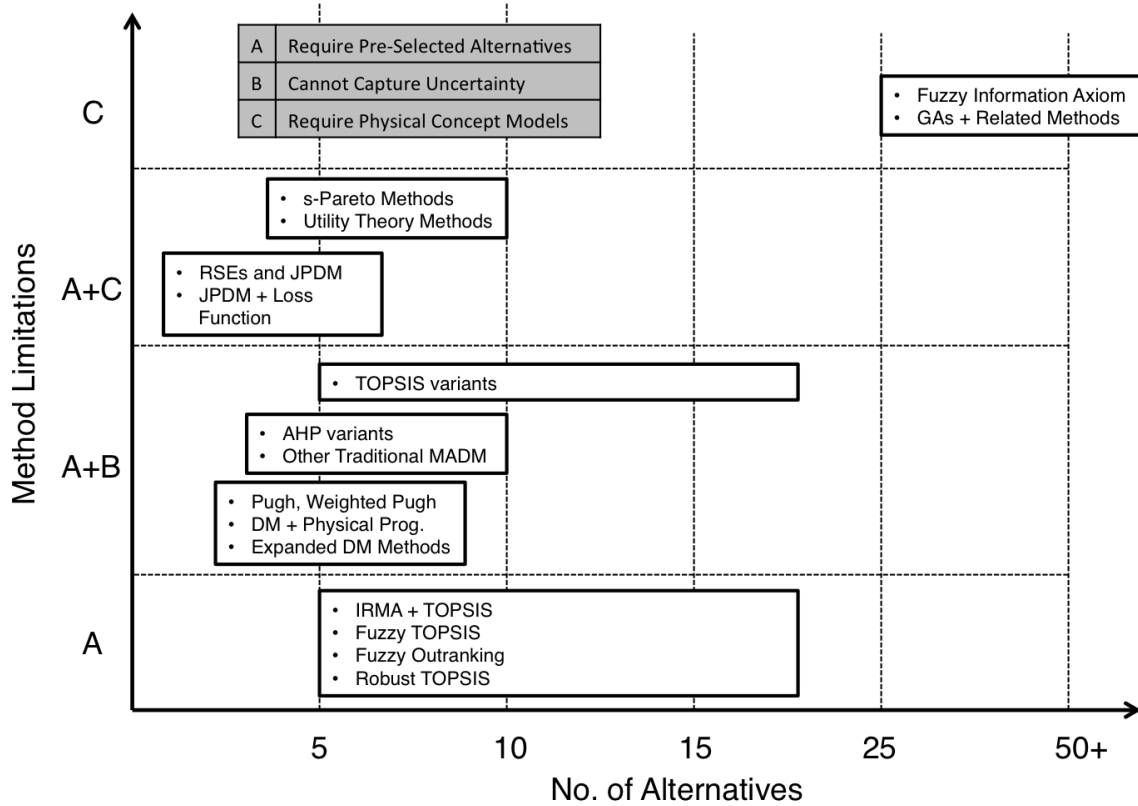 A Require Pre-Selected Alternatives
B Cannot Capture Uncertainty
C Require Physical Concept Models
C
• Fuzzy Information Axiom
• GAs + Related Methods
• s-Pareto Methods
• Utility Theory Methods
A+C
• RSEs and JPDM
• JPDM + Loss
Function
• TOPSIS variants
A+B
• AHP variants
• Other Traditional MADM
• Pugh, Weighted Pugh
• DM + Physical Prog.
• Expanded DM Methods
A
• IRMA + TOPSIS
• Fuzzy TOPSIS
• Fuzzy Outranking
• Robust TOPSIS
Method Limitations
5 10 15 25 50+
No. of Alternatives